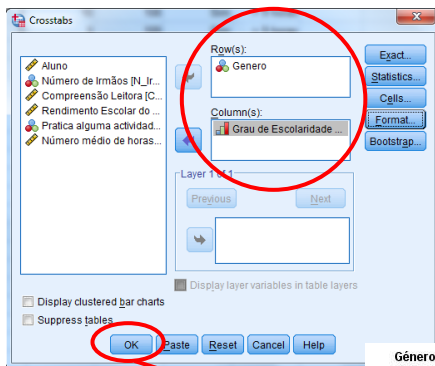 Crosstabs
Row(s):
Genero
Column(s):
Grau de Escolaridade ...
Aluno
Número de Irmãos [N_Ir...
Compreensão Leitora [C...
Rendimento Escolar do ...
Pratica alguma actividad...
Número médio de horas...
Exact...
Statistics...
Cells...
Format...
Bootstrap...
Layer 1 of 1
Previous
Next
Display layer variables in table layers
Display clustered bar charts
Suppress tables
OK Paste Reset Cancel Help
Género